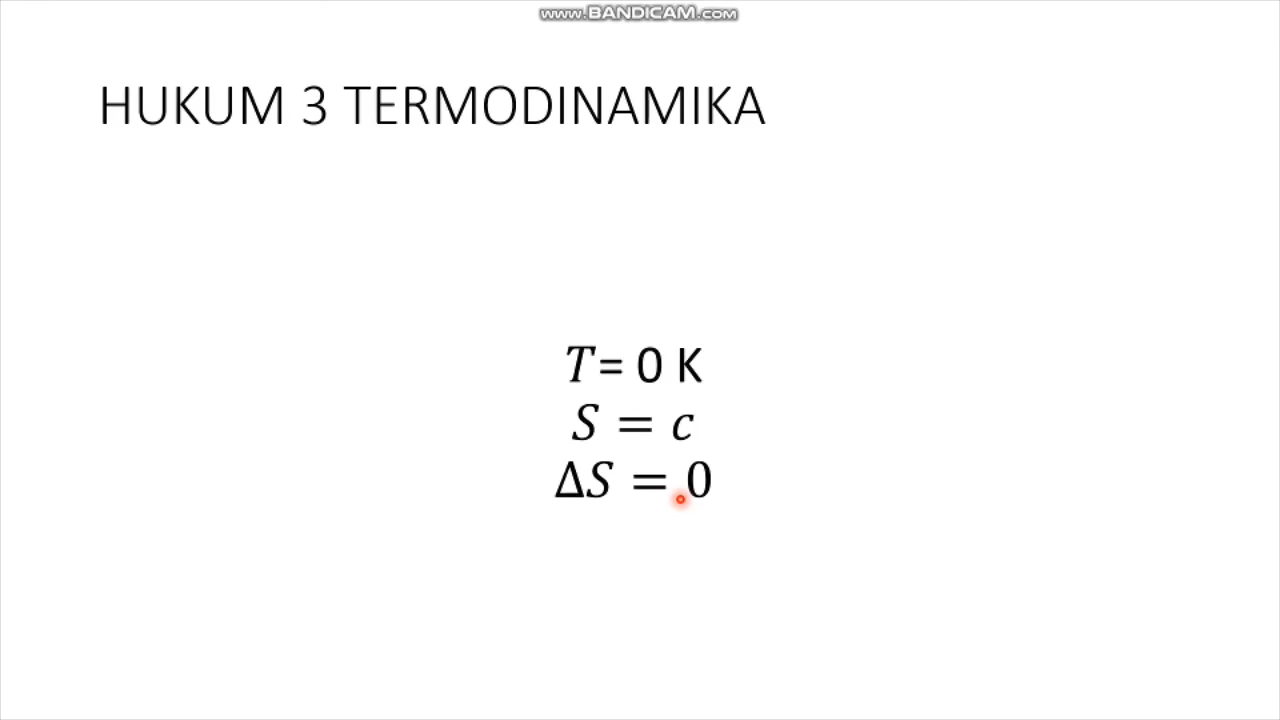 www.BANDICAM.com
HUKUM 3 TERMODINAMIKA
T= 0 K
S = c
ΔS = 0